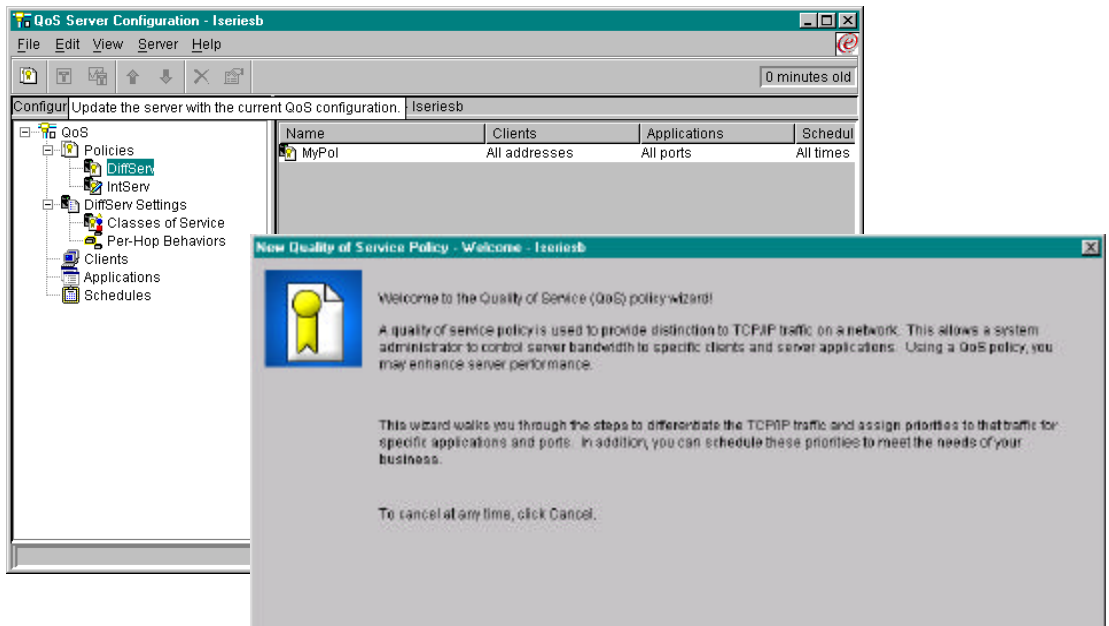 QoS Server Configuration - Iseriesb
File Edit View Server Help
0 minutes old
Configur
Update the server with the current QoS configuration.
Iseriesb
QoS
Policies
DiffServ
IntServ
DiffServ Settings
Classes of Service
Per-Hop Behaviors
Clients
Applications
Schedules
Name Clients Applications Schedul
MyPol All addresses All ports All times
New Quality of Service Policy - Welcome - Iseriesb
Welcome to the Quality of Service (QoS) policy wizard!
A quality of service policy is used to provide distinction to TCP/IP traffic on a network. This allows a system
administrator to control server bandwidth to specific clients and server applications. Using a QoS policy, you
may enhance server performance.
This wizard walks you through the steps to differentiate the TCP/IP traffic and assign priorities to that traffic for
specific applications and ports. In addition, you can schedule these priorities to meet the needs of your
business.
To cancel at any time, click Cancel.